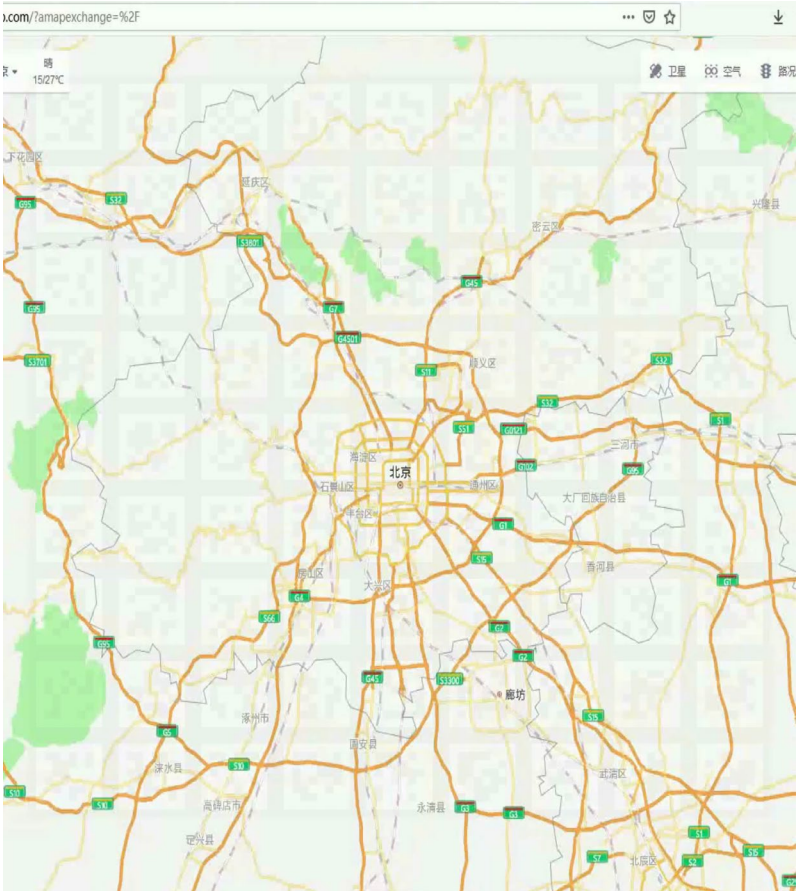 o.com/?amapexchange=%2F
京
晴
15/27℃
卫星
空气
路况
下花园区
延庆区
G95
S32
兴隆县
密云区
S3801
G45
G95
G7
G4501
S3701
S11
顺义区
S32
S32
S1
S51
G0121
三河市
海淀区
北京
G102
G95
石景山区
通州区
大厂回族自治县
丰台区
G1
S15
香河县
房山区
大兴区
G1
G4
S66
G2
G95
G2
G45
S3300
廊坊
涿州市
S15
G5
固安县
涞水县
S10
武清区
S10
S10
高碑店市
永清县
G3
G3
定兴县
S1
S15
S7
北辰区
S2
G2